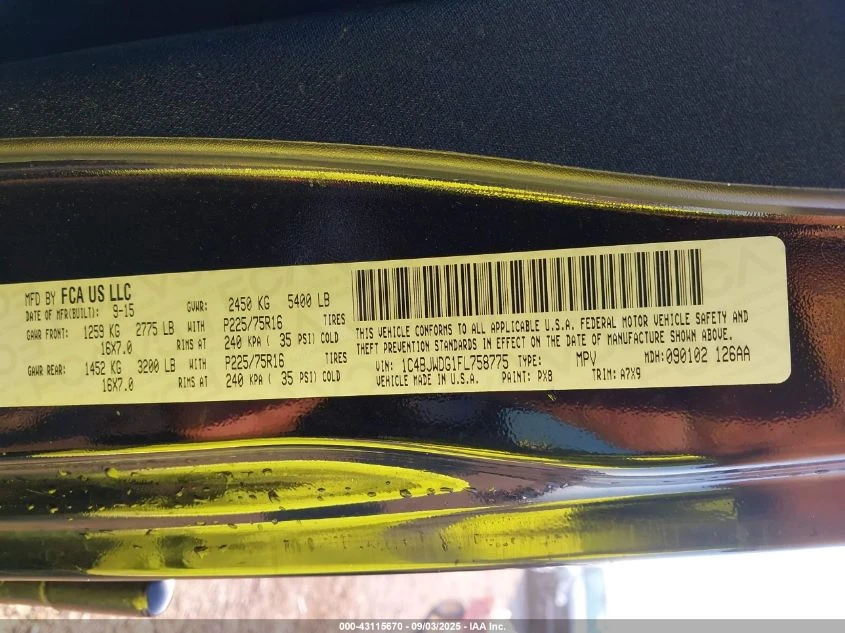 MFD BY FCA US LLC
DATE OF MFR(BUILT): 9-15 GVWR: 2450 KG 5400 LB
GAWR FRONT: 1259 KG 2775 LB WITH P225/75R16 TIRES
16X7.0 RIMS AT 240 KPA ( 35 PSI) COLD
GAWR REAR: 1452 KG 3200 LB WITH P225/75R16 TIRES
16X7.0 RIMS AT 240 KPA ( 35 PSI) COLD
THIS VEHICLE CONFORMS TO ALL APPLICABLE U.S.A. FEDERAL MOTOR VEHICLE SAFETY AND
THEFT PREVENTION STANDARDS IN EFFECT ON THE DATE OF MANUFACTURE SHOWN ABOVE.
VIN: 1C4BJWDG1FL758775 TYPE: MPV MDH:090102 126AA
VEHICLE MADE IN U.S.A. PAINT: PX8 TRIM: A7X9
000-43115670 - 09/03/2025 - IAA Inc.